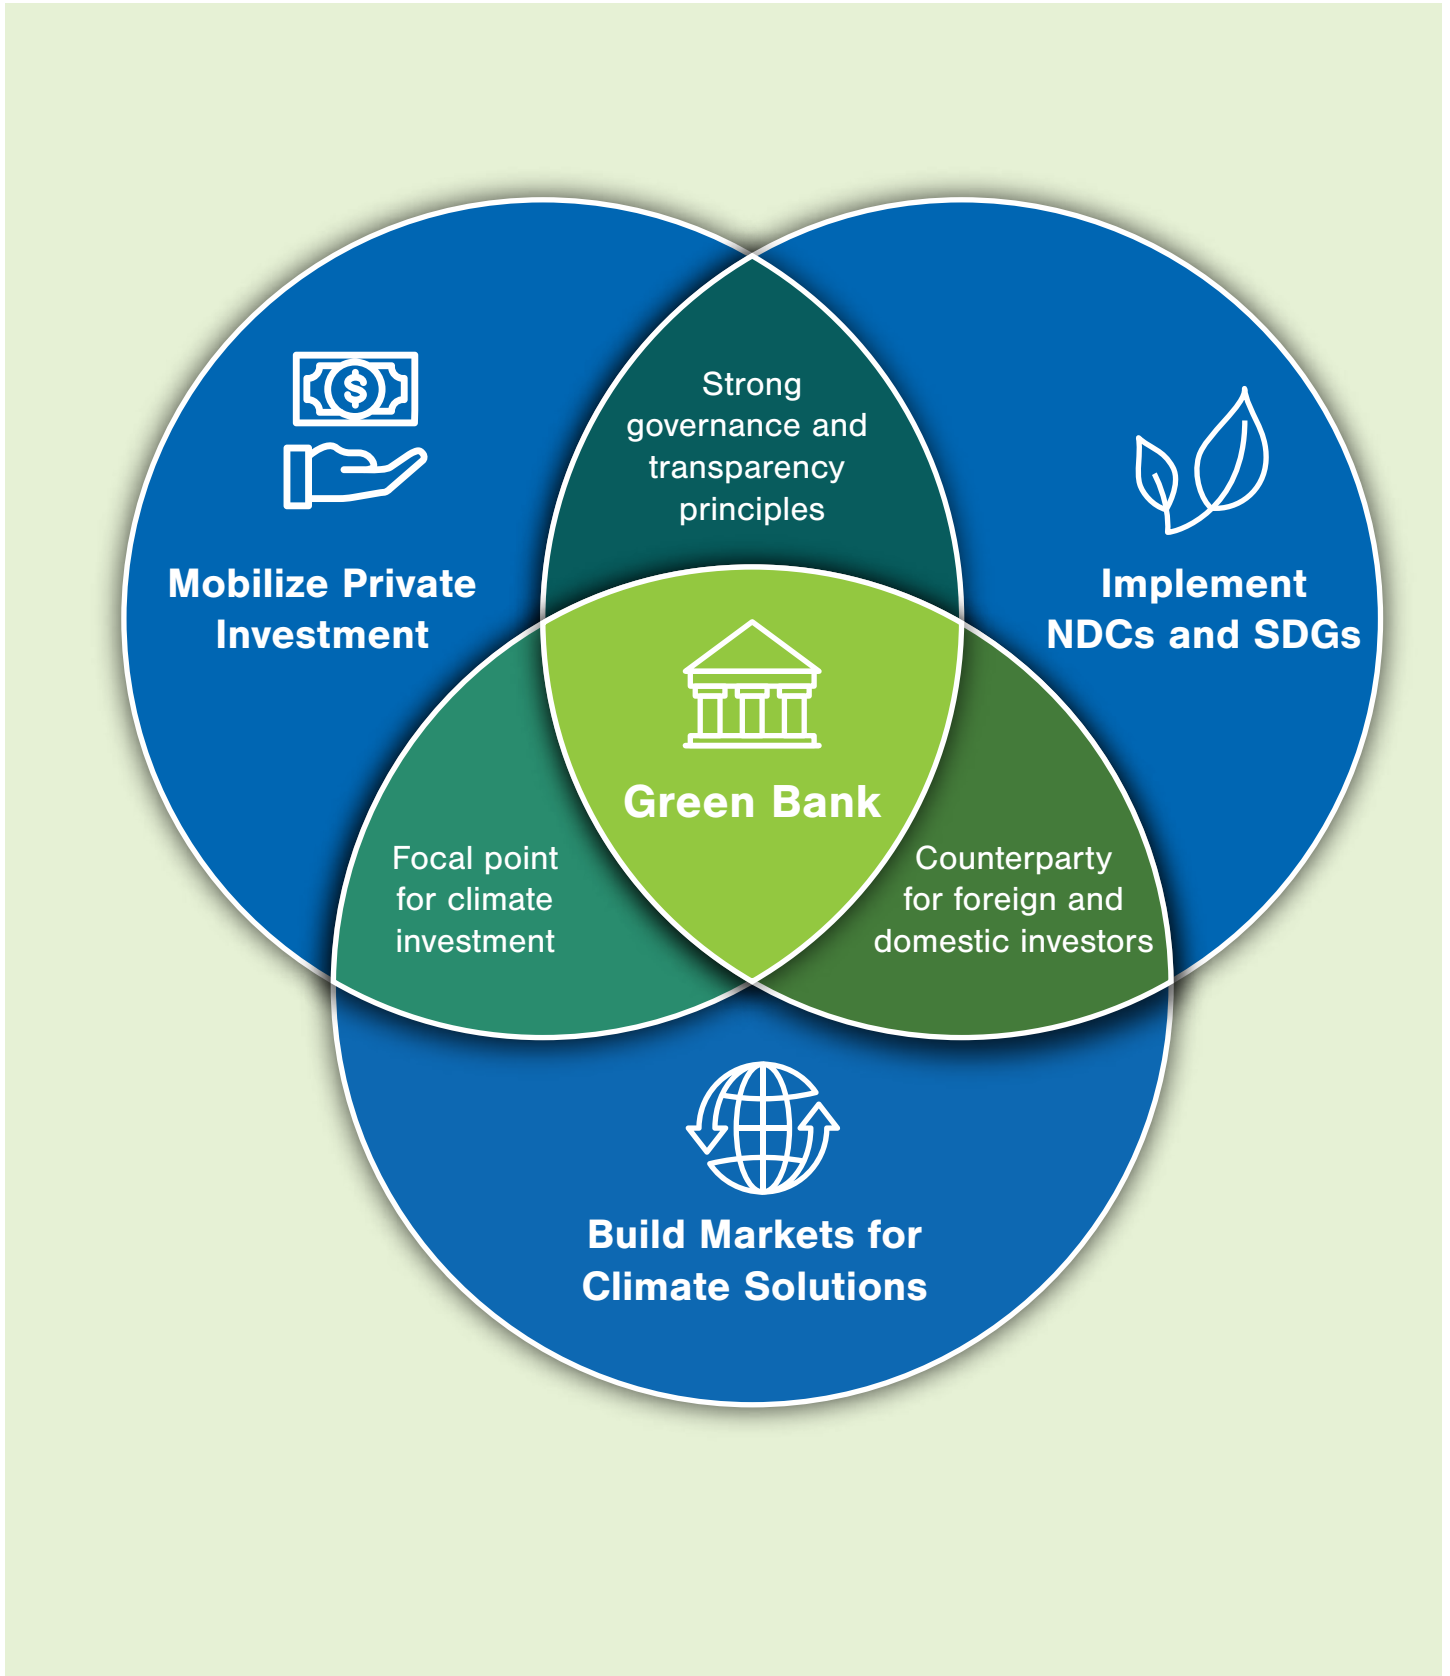 Strong
governance and
transparency
principles
Mobilize Private
Investment
Implement
NDCs and SDGs
Green Bank
Focal point
for climate
investment
Counterparty
for foreign and
domestic investors
Build Markets for
Climate Solutions